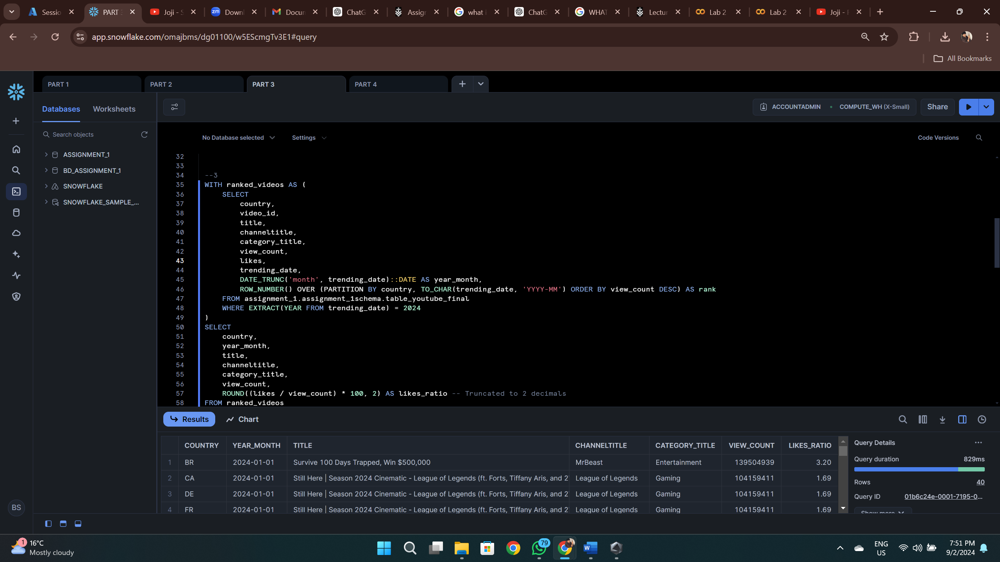 Sessio
PART 3
Joji - S
zm
Downl
Docun
ChatG
Assign
what i
ChatG
WHAT
Lectur
Lab 2
Lab 2
Joji - F
app.snowflake.com/omajbms/dg01100/w5EScmgTv3E1#query
All Bookmarks
PART 1
PART 2
PART 3
PART 4
Databases
Worksheets
ACCOUNTADMIN
COMPUTE_WH (X-Small)
Share
Search objects
No Database selected
Settings
Code Versions
ASSIGNMENT_1
BD_ASSIGNMENT_1
SNOWFLAKE
SNOWFLAKE_SAMPLE_...
32
33
34 --3
35 WITH ranked_videos AS (
36 SELECT
37 country,
38 video_id,
39 title,
40 channeltitle,
41 category_title,
42 view_count,
43 likes,
44 trending_date,
45 DATE_TRUNC('month', trending_date)::DATE AS year_month,
46 ROW_NUMBER() OVER (PARTITION BY country, TO_CHAR(trending_date, 'YYYY-MM') ORDER BY view_count DESC) AS rank
47 FROM assignment_1.assignment_1schema.table_youtube_final
48 WHERE EXTRACT(YEAR FROM trending_date) = 2024
49 )
50 SELECT
51 country,
52 year_month,
53 title,
54 channeltitle,
55 category_title,
56 view_count,
57 ROUND((likes / view_count) * 100, 2) AS likes_ratio -- Truncated to 2 decimals
58 FROM ranked_videos
Results
Chart
COUNTRY YEAR_MONTH TITLE CHANNELTITLE CATEGORY_TITLE VIEW_COUNT LIKES_RATIO
1 BR 2024-01-01 Survive 100 Days Trapped, Win $500,000 MrBeast Entertainment 139504939 3.20
2 CA 2024-01-01 Still Here | Season 2024 Cinematic - League of Legends (ft. Forts, Tiffany Aris, and 2 League of Legends Gaming 104159411 1.69
3 DE 2024-01-01 Still Here | Season 2024 Cinematic - League of Legends (ft. Forts, Tiffany Aris, and 2 League of Legends Gaming 104159411 1.69
4 FR 2024-01-01 Still Here | Season 2024 Cinematic - League of Legends (ft. Forts, Tiffany Aris, and 2 League of Legends Gaming 104159411 1.69
Query Details
Query duration 829ms
Rows 40
Query ID 01b6c24e-0001-7195-0...
Show more
BS
1
16°C
Mostly cloudy
79
ENG
US
7:51 PM
9/2/2024